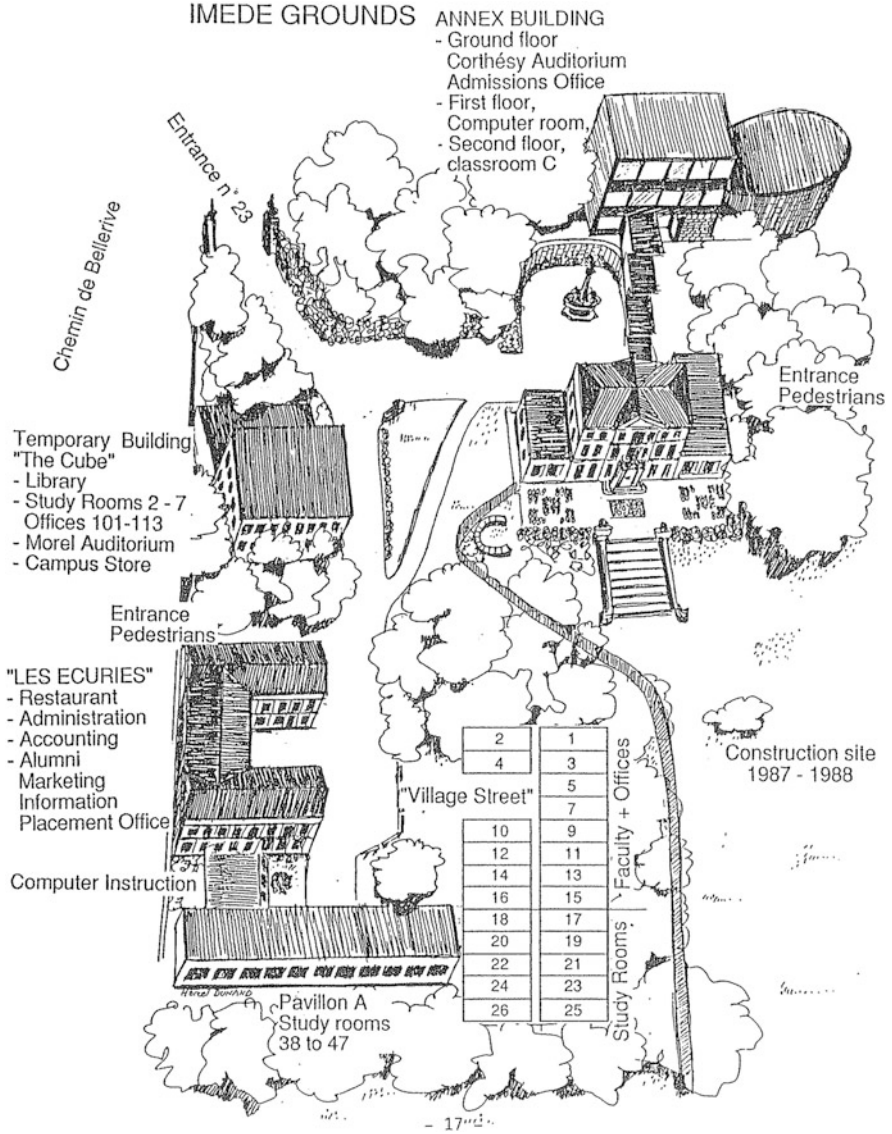 IMEDE GROUNDS
ANNEX BUILDING
- Ground floor
Corthésy Auditorium
Admissions Office
- First floor,
Computer room,
- Second floor,
classroom C
Entrance n° 23
Chemin de Bellerive
Entrance
Pedestrians
Temporary Building
"The Cube"
- Library
- Study Rooms 2 - 7
Offices 101-113
- Morel Auditorium
- Campus Store
Entrance
Pedestrians
"LES ECURIES"
- Restaurant
- Administration
- Accounting
- Alumni
Marketing
Information
Placement Office
Construction site
1987 - 1988
2 1
4 3
5
"Village Street"
7
10 9
12 11
14 13
16 15
18 17
20 19
22 21
24 23
26 25
Faculty + Offices
Study Rooms
Computer Instruction
Pavillon A
Study rooms
38 to 47
- 17 -